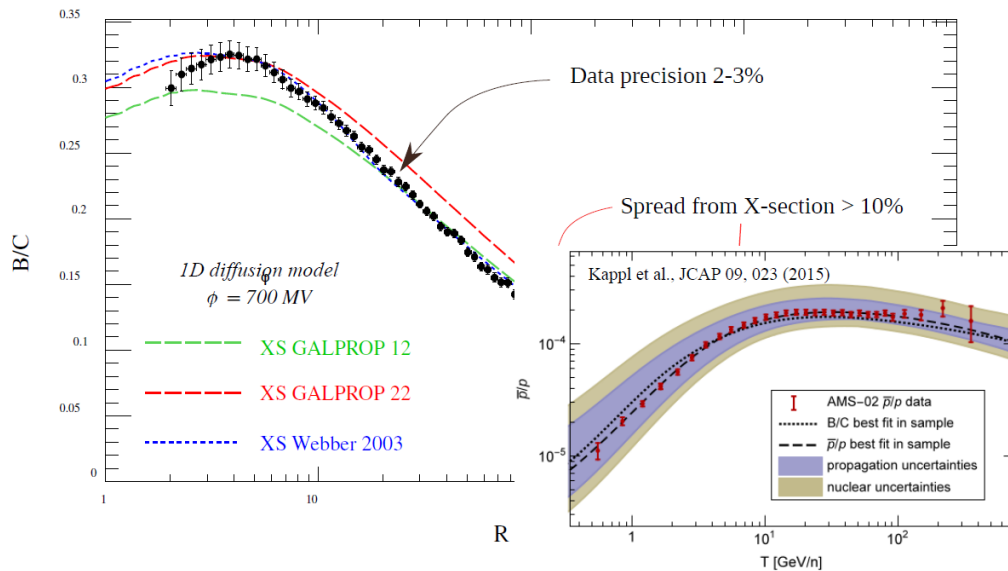 0.35
0.3
0.25
0.2
0.15
0.1
0.05
0
B/C
1
10
R
Data precision 2-3%
Spread from X-section > 10%
1D diffusion model
ϕ
ϕ = 700 MV
XS GALPROP 12
XS GALPROP 22
XS Webber 2003
Kappl et al., JCAP 09, 023 (2015)
10⁻⁴
10⁻⁵
p̅/p
AMS-02 p̅/p data
B/C best fit in sample
p̅/p best fit in sample
propagation uncertainties
nuclear uncertainties
1
10¹
10²
T [GeV/n]